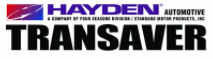 HAYDEN AUTOMOTIVE
A COMPANY OF FOUR SEASONS DIVISION / STANDARD MOTOR PRODUCTS, INC.
TRANSAVER